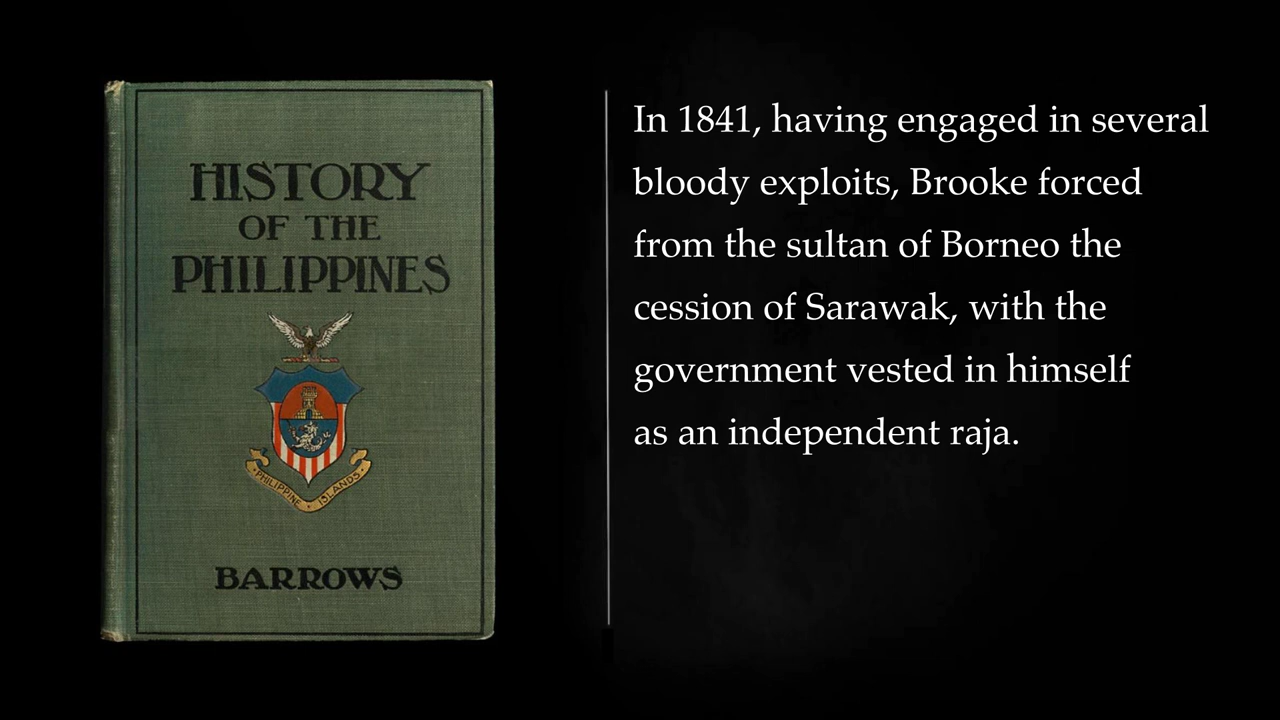 HISTORY
OF THE
PHILIPPINES
PHILIPPINE ISLANDS
BARROWS
In 1841, having engaged in several
bloody exploits, Brooke forced
from the sultan of Borneo the
cession of Sarawak, with the
government vested in himself
as an independent raja.